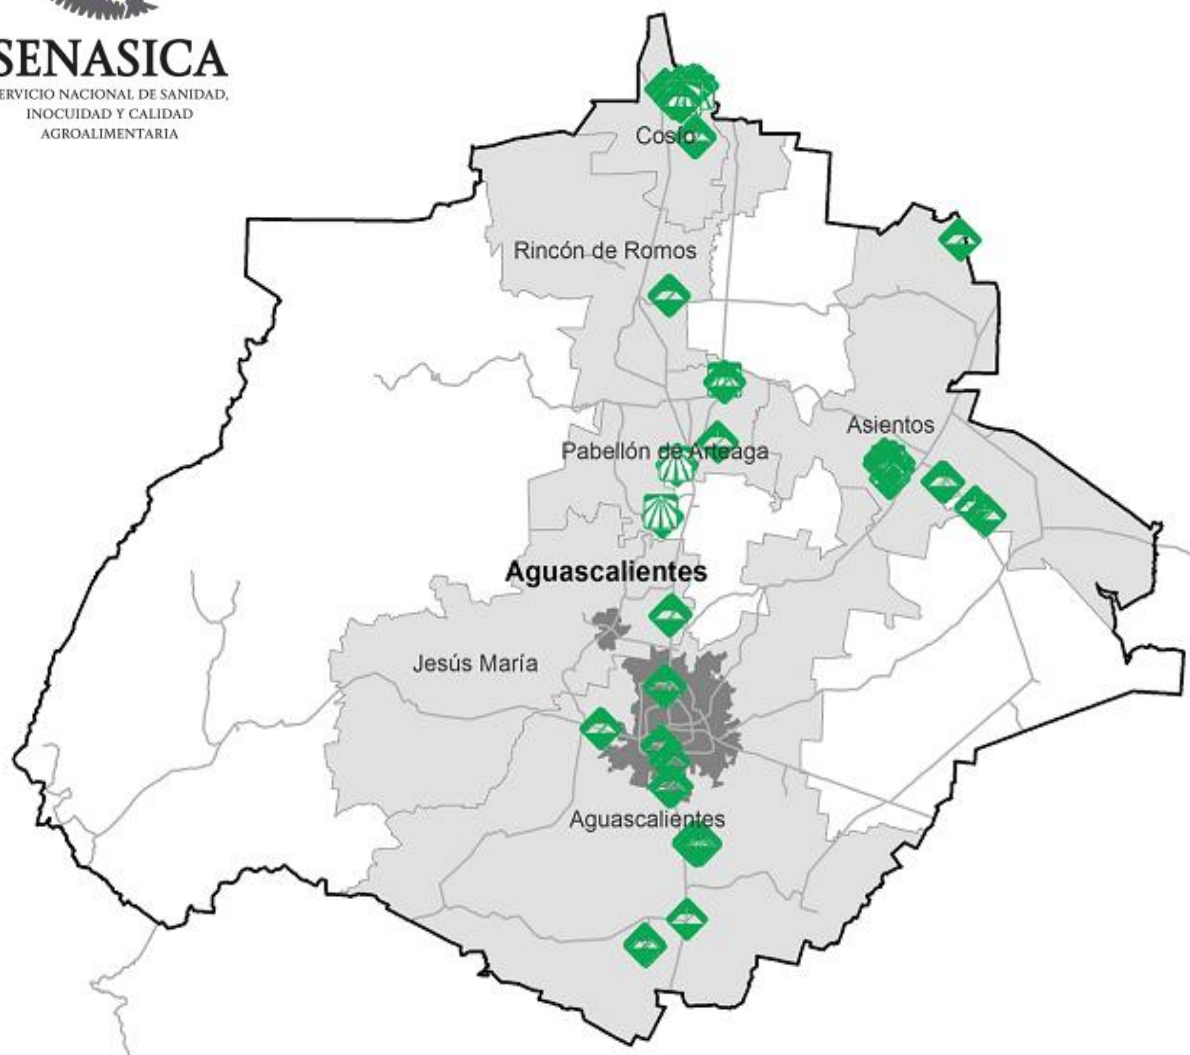 SENASICA
SERVICIO NACIONAL DE SANIDAD,
INOCUIDAD Y CALIDAD
AGROALIMENTARIA
Cosío
Rincón de Romos
Asientos
Pabellón de Arteaga
Aguascalientes
Jesús María
Aguascalientes